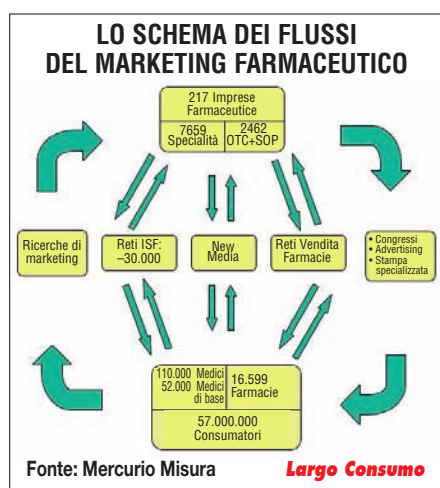 LO SCHEMA DEI FLUSSI
DEL MARKETING FARMACEUTICO
217 Imprese
Farmaceutiche
7659
Specialità
2462
OTC+SOP
Ricerche di
marketing
Reti ISF:
–30.000
New
Media
Reti Vendita
Farmacie
• Congressi
• Advertising
• Stampa
specializzata
110.000 Medici
52.000 Medici
di base
16.599
Farmacie
57.000.000
Consumatori
Fonte: Mercurio Misura
Largo Consumo